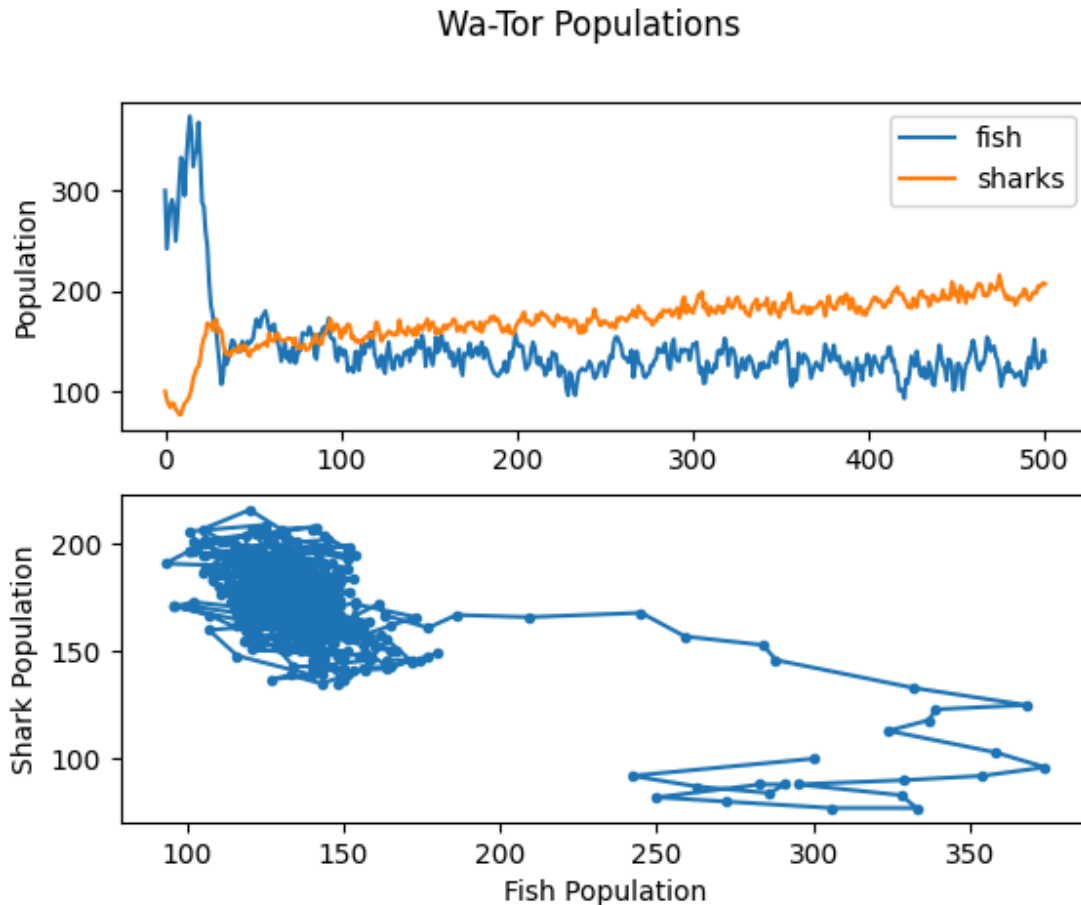 Wa-Tor Populations
fish
sharks
Population
300
200
100
0 100 200 300 400 500
Shark Population
200
150
100
100 150 200 250 300 350
Fish Population